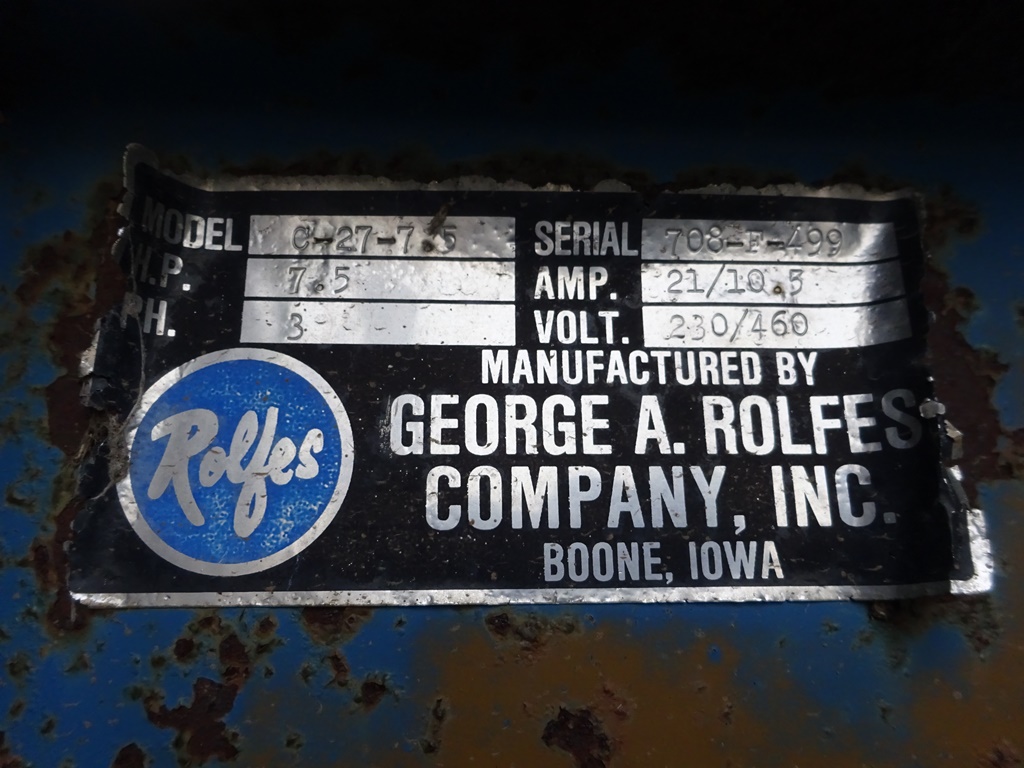 MODEL C-27-7.5 SERIAL 708-F-499
H.P. 7.5 AMP. 21/10.5
PH. 3 VOLT. 230/460
MANUFACTURED BY
Rolfes
GEORGE A. ROLFES
COMPANY, INC.
BOONE, IOWA